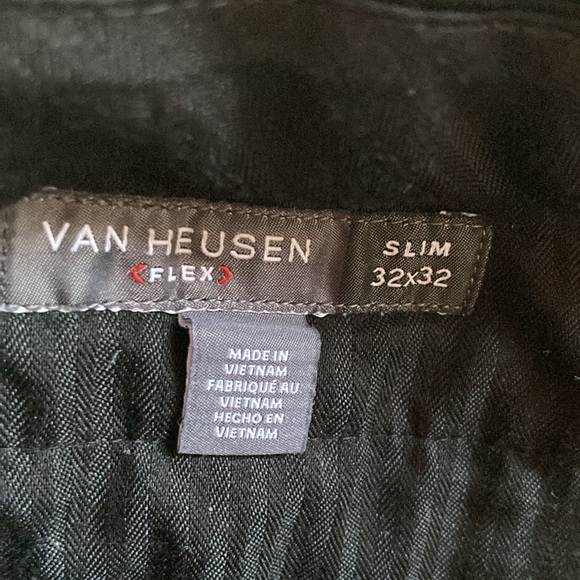 VAN HEUSEN
<FLEX>
SLIM
32x32
MADE IN
VIETNAM
FABRIQUÉ AU
VIETNAM
HECHO EN
VIETNAM